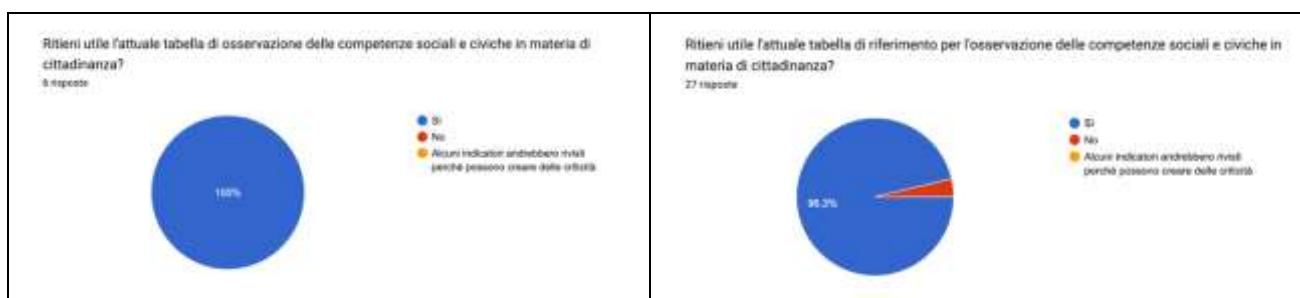 Ritieni utile l'attuale tabella di osservazione delle competenze sociali e civiche in materia di
cittadinanza?
6 risposte
Sì
No
Alcuni indicatori andrebbero rivisti
perchè possono creare delle criticità
100%
Ritieni utile l'attuale tabella di riferimento per l'osservazione delle competenze sociali e civiche in
materia di cittadinanza?
27 risposte
Sì
No
Alcuni indicatori andrebbero rivisti
perchè possono creare delle criticità
96.3%